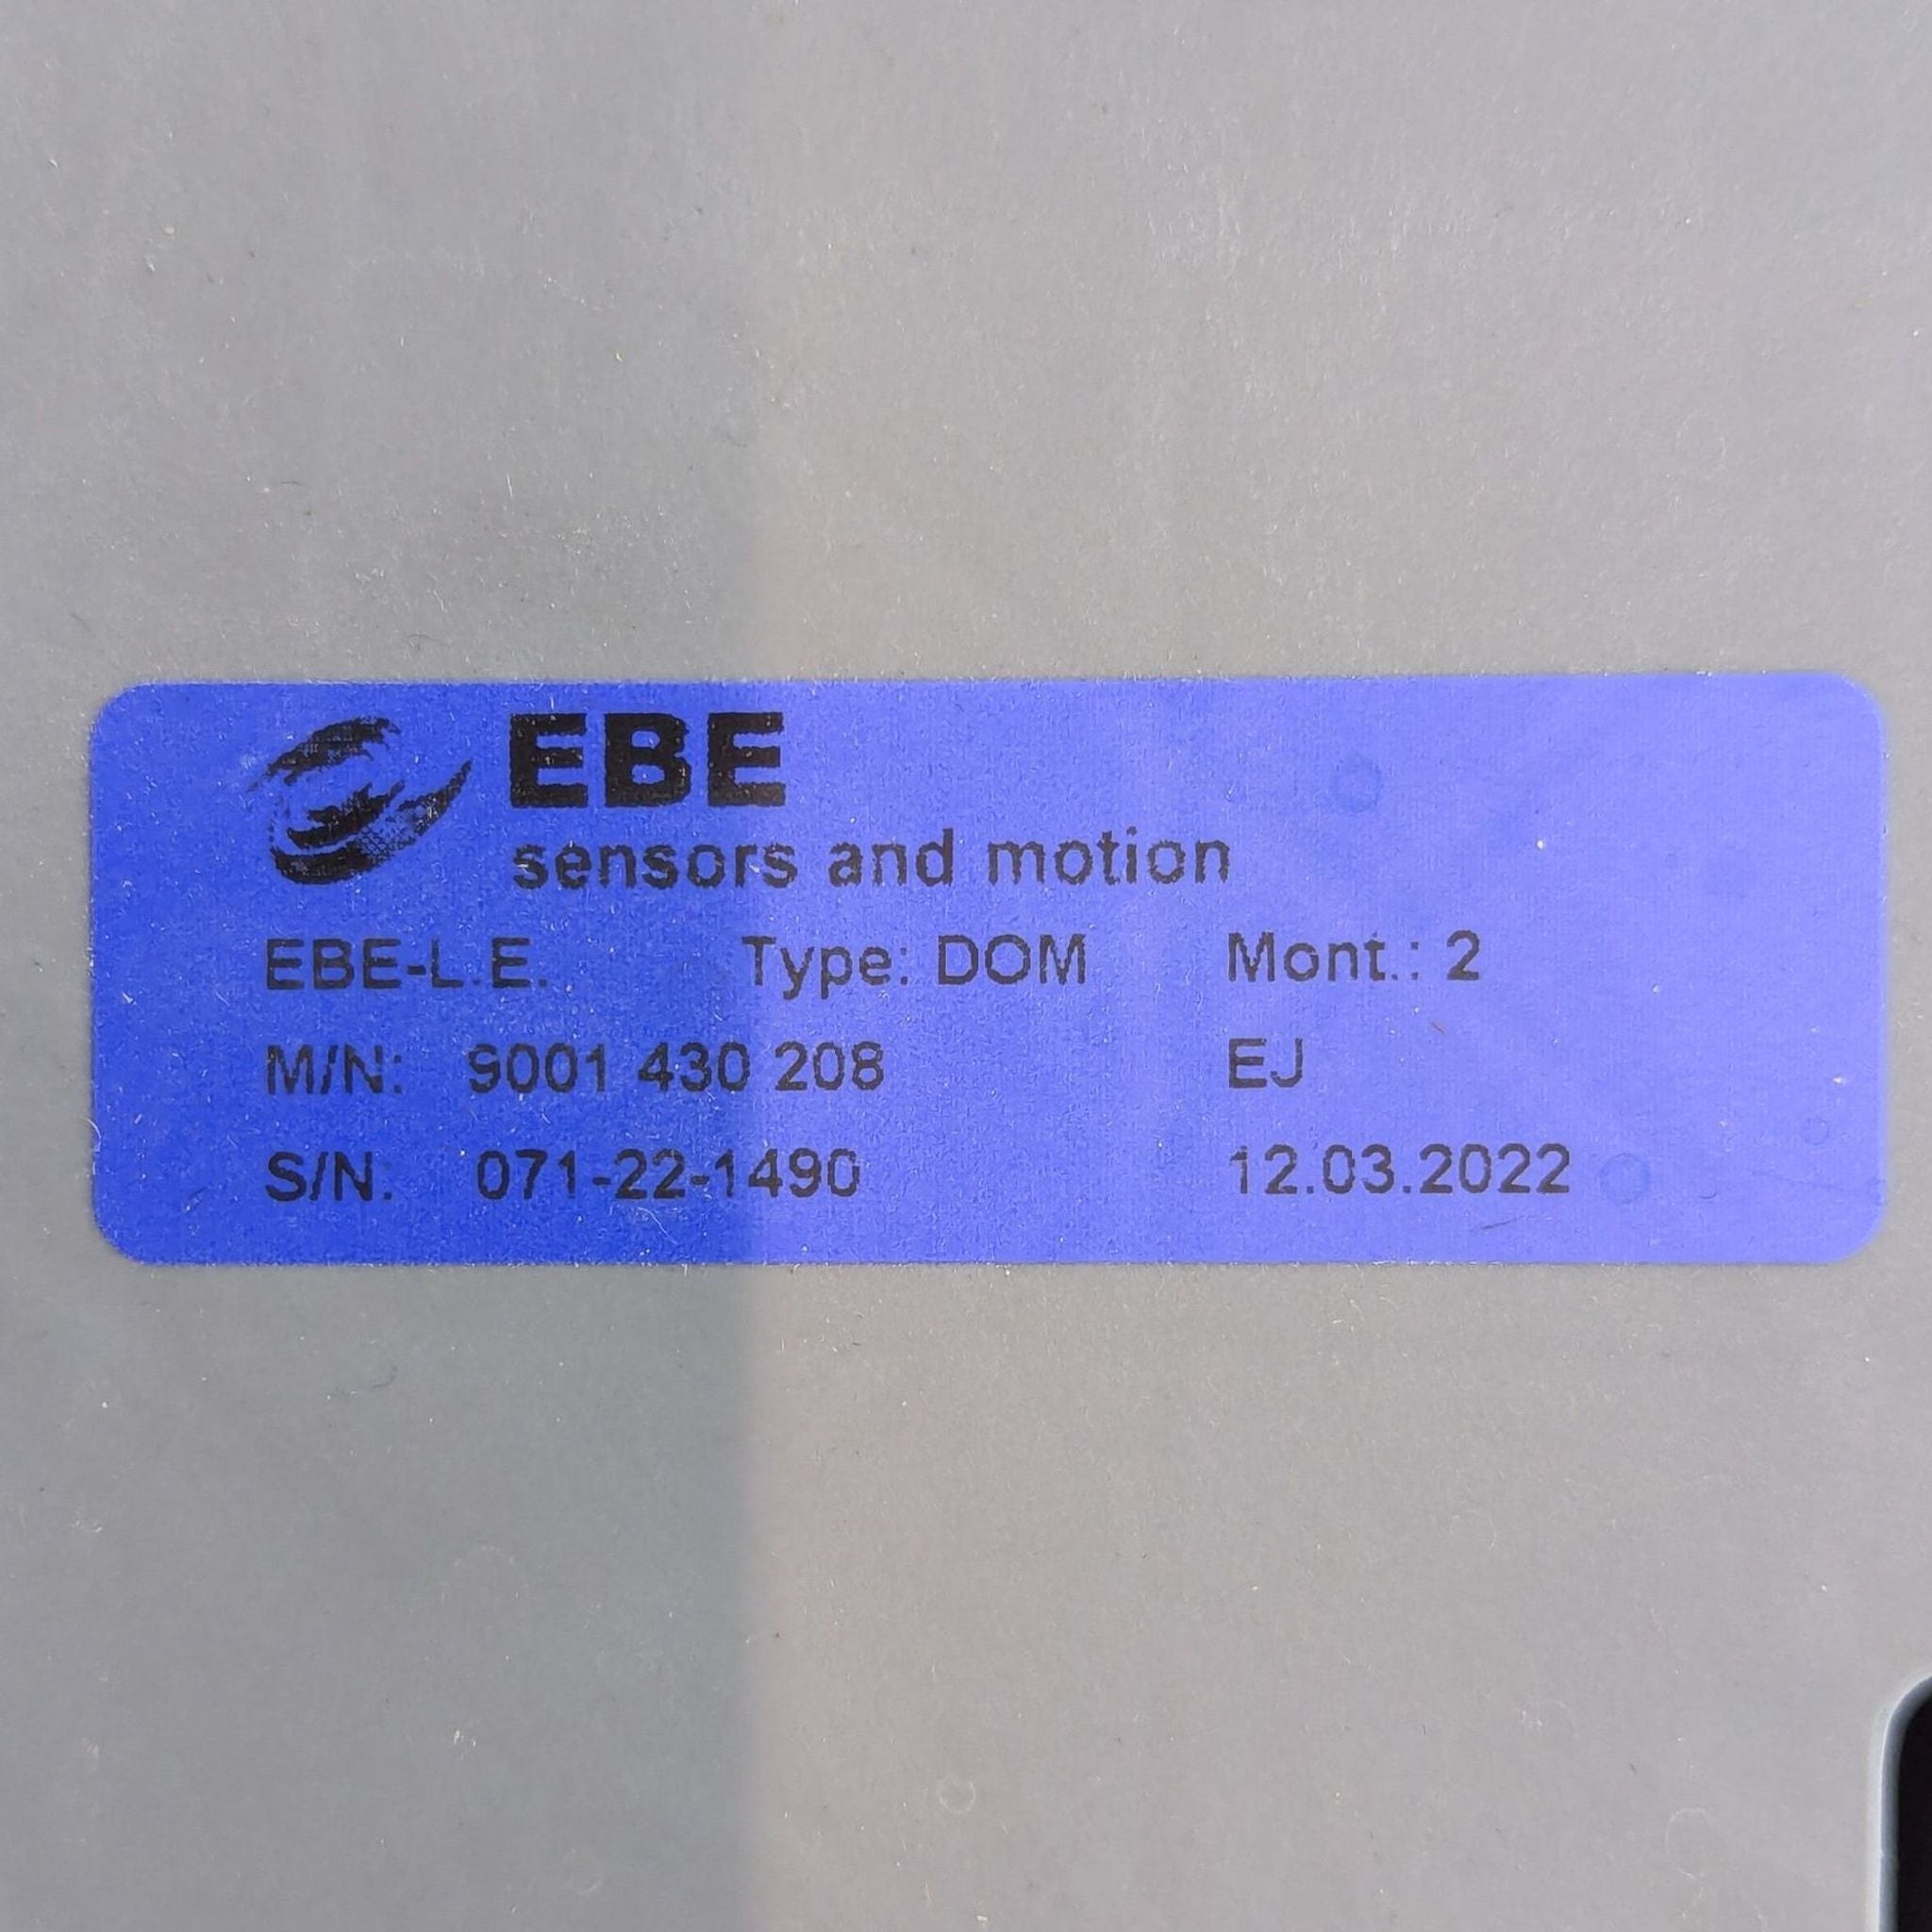 EBE
sensors and motion
EBE-L.E. Type: DOM Mont.: 2
M/N: 9001 430 208 EJ
S/N: 071-22-1490 12.03.2022